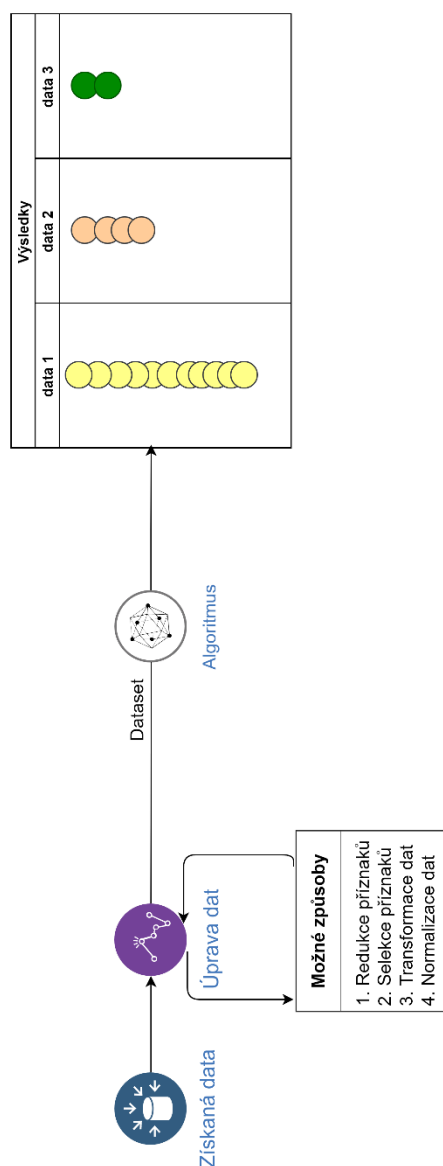 Získaná data
Úprava dat
Možné způsoby
1. Redukce příznaků
2. Selekce příznaků
3. Transformace dat
4. Normalizace dat
Dataset
Algoritmus
Výsledky
data 1
data 2
data 3